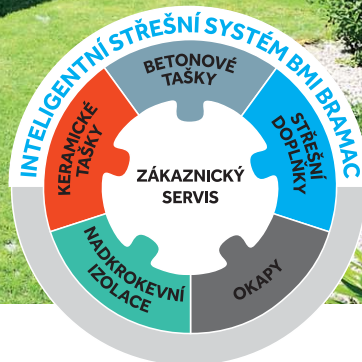 INTELIGENTNÍ STŘEŠNÍ SYSTÉM BMI BRAMAC
BETONOVÉ
TAŠKY
STŘEŠNÍ
DOPLŇKY
OKAPY
NADKROKEVNÍ
IZOLACE
KERAMICKÉ
TAŠKY
ZÁKAZNICKÝ
SERVIS